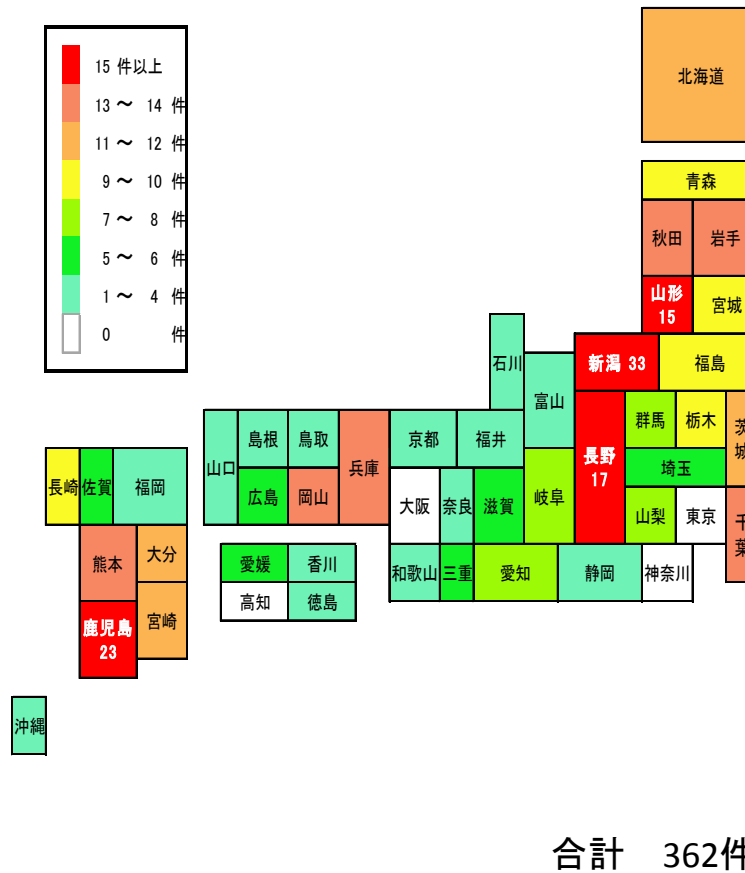 15 件以上
13 ～ 14 件
11 ～ 12 件
9 ～ 10 件
7 ～ 8 件
5 ～ 6 件
1 ～ 4 件
0 件
北海道
青森
秋田
岩手
山形
15
宮城
石川
新潟 33
福島
富山
群馬
栃木
茨
城
島根
鳥取
京都
福井
山口
兵庫
長野
17
埼玉
長崎
佐賀
福岡
広島
岡山
大阪
奈良
滋賀
岐阜
山梨
東京
千
葉
熊本
大分
愛媛
香川
和歌山
三重
愛知
静岡
神奈川
高知
徳島
鹿児島
23
宮崎
沖縄
合計 362件